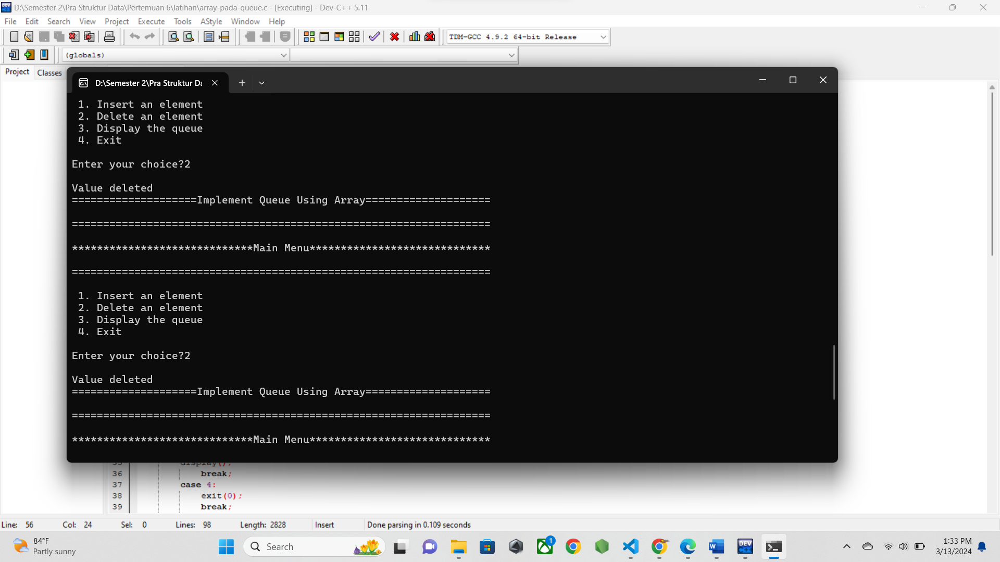 D:\Semester 2\Pra Struktur Data\Pertemuan 6\latihan\array-pada-queue.c - [Executing] - Dev-C++ 5.11
File Edit Search View Project Execute Tools AStyle Window Help
TDM-GCC 4.9.2 64-bit Release
(globals)
Project Classes
D:\Semester 2\Pra Struktur Da
1. Insert an element
2. Delete an element
3. Display the queue
4. Exit
Enter your choice?2
Value deleted
====================Implement Queue Using Array====================
===================================================================
*****************************Main Menu*****************************
===================================================================
1. Insert an element
2. Delete an element
3. Display the queue
4. Exit
Enter your choice?2
Value deleted
====================Implement Queue Using Array====================
===================================================================
*****************************Main Menu*****************************
35 display();
36 break;
37 case 4:
38 exit(0);
39 break;
Line: 56 Col: 24 Sel: 0 Lines: 98 Length: 2828 Insert Done parsing in 0.109 seconds
84°F
Partly sunny
Search
1
DEV
1:33 PM
3/13/2024